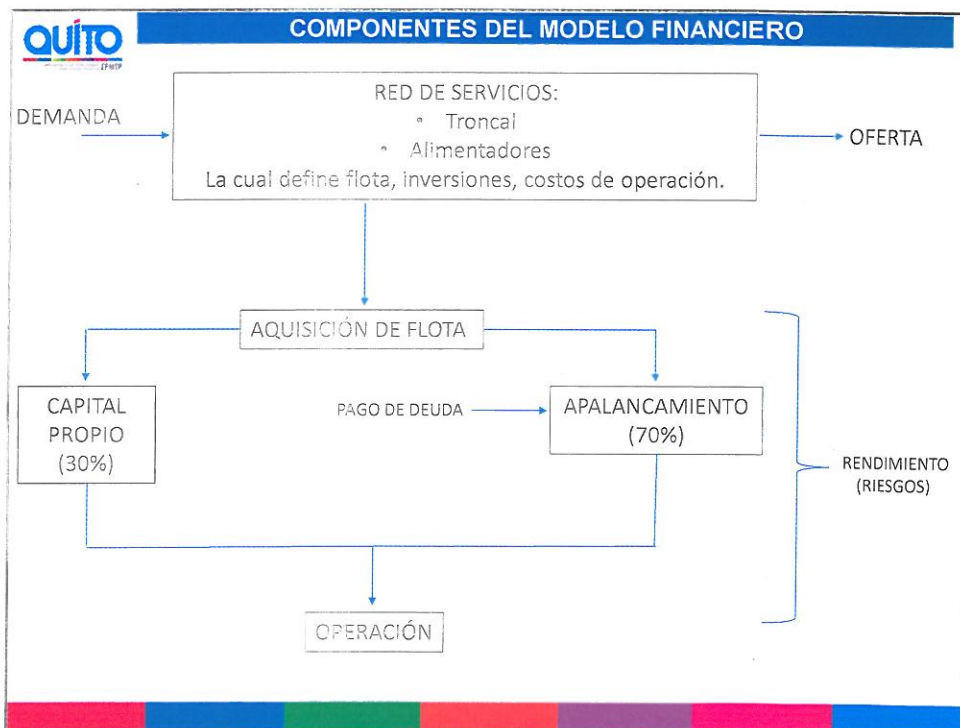 COMPONENTES DEL MODELO FINANCIERO
QUITO
DEMANDA
RED DE SERVICIOS:
• Troncal
• Alimentadores
La cual define flota, inversiones, costos de operación.
OFERTA
AQUISICIÓN DE FLOTA
CAPITAL
PROPIO
(30%)
PAGO DE DEUDA
APALANCAMIENTO
(70%)
RENDIMIENTO
(RIESGOS)
OPERACIÓN